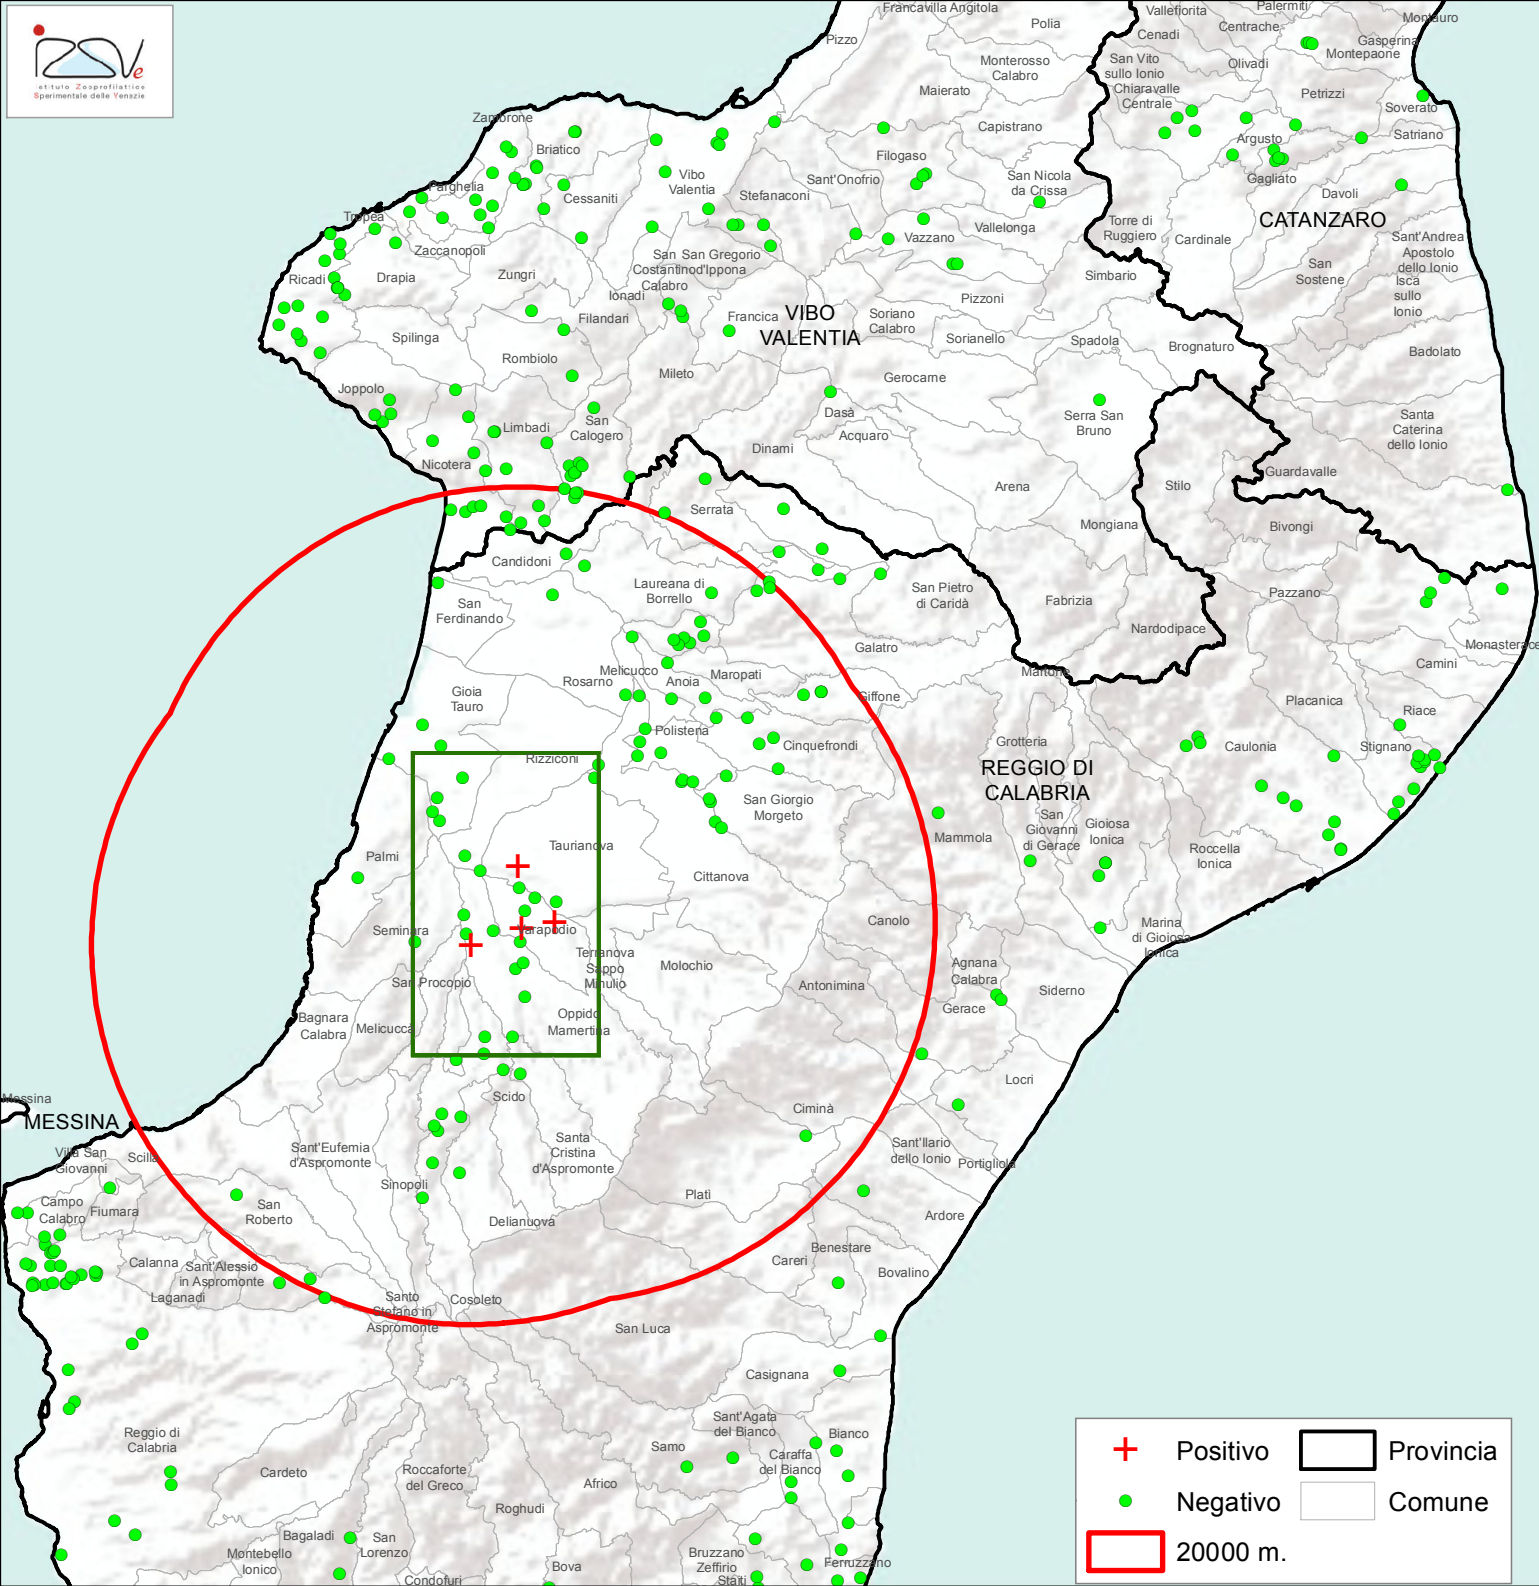 IZSVe
Istituto Zooprofilattico
Sperimentale delle Venezie
Francavilla Angitola
Polia
Pizzo
Monterosso
Calabro
Maierato
Capistrano
Filogaso
Sant'Onofrio
San Nicola
da Crissa
Stefanaconi
Vallelonga
Vazzano
Vallefiorita
Palermiti
Cenadi
Centrache
Montauro
Gasperina
Montepaone
San Vito
sullo Ionio
Olivadi
Chiaravalle
Centrale
Petrizzi
Soverato
Satriano
Argusto
Gagliato
Davoli
CATANZARO
Torre di
Ruggiero
Cardinale
Sant'Andrea
Apostolo
dello Ionio
San
Sostene
Isca
sullo
Ionio
Badolato
Santa
Caterina
dello Ionio
Guardavalle
Simbario
Brognaturo
Spadola
Zambrone
Briatico
Parghelia
Cessaniti
Vibo
Valentia
Tropea
Zaccanopoli
Drapia
Zungri
Ricadi
San
Costantino
Calabro
San Gregorio
d'Ippona
Ionadi
Filandari
Francica
VIBO
VALENTIA
Pizzoni
Soriano
Calabro
Sorianello
Spilinga
Rombiolo
Mileto
Gerocarne
Joppolo
Limbadi
San
Calogero
Nicotera
Dasà
Acquaro
Dinami
Serra San
Bruno
Arena
Mongiana
Stilo
Bivongi
Pazzano
Fabrizia
Nardodipace
Monasterace
Camini
Riace
Placanica
Stignano
Caulonia
Serrata
Candidoni
Laureana di
Borrello
San Pietro
di Caridà
San
Ferdinando
Galatro
Melicucco
Rosarno
Anoia
Maropati
Giffone
Martone
Gioia
Tauro
Polistena
Cinquefrondi
Grotteria
REGGIO DI
CALABRIA
Rizziconi
San Giorgio
Morgeto
Mammola
San
Giovanni
di Gerace
Gioiosa
Ionica
Roccella
Ionica
Palmi
Taurianova
Cittanova
Canolo
Marina
di Gioiosa
Ionica
Seminara
Varapodio
Terranova
Sappo
Minulio
Molochio
Antonimina
Agnana
Calabra
Siderno
Gerace
San Procopio
Bagnara
Calabra
Melicuccà
Oppido
Mamertina
Locri
Messina
MESSINA
Scido
Ciminà
Sant'Ilario
dello Ionio
Portigliola
Villa San
Giovanni
Scilla
Sant'Eufemia
d'Aspromonte
Santa
Cristina
d'Aspromonte
Sinopoli
Platì
Ardore
Campo
Calabro
Fiumara
San
Roberto
Delianuova
Benestare
Careri
Bovalino
Calanna
Sant'Alessio
in Aspromonte
Laganadi
Santo
Stefano in
Aspromonte
Cosoleto
San Luca
Casignana
Reggio di
Calabria
Cardeto
Roccaforte
del Greco
Samo
Sant'Agata
del Bianco
Caraffa
del Bianco
Bianco
Africo
Roghudi
Bagaladi
San
Lorenzo
Montebello
Ionico
Condofuri
Bova
Bruzzano
Zeffirio
Staiti
Ferruzzano
Positivo
Provincia
Negativo
Comune
20000 m.